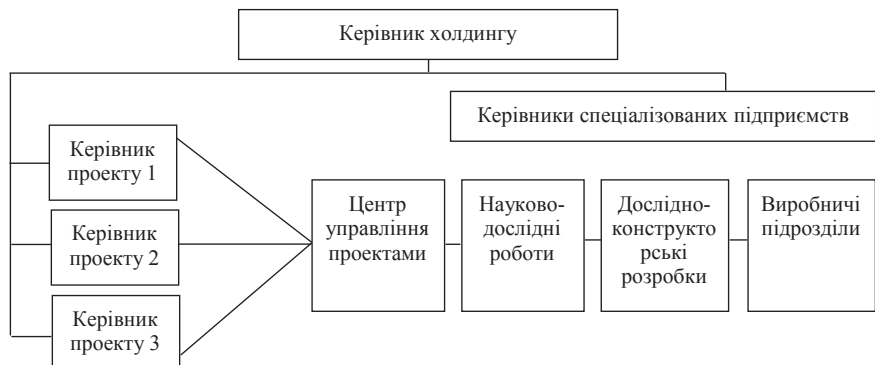 Керівник холдингу
Керівники спеціалізованих підприємств
Керівник
проекту 1
Керівник
проекту 2
Керівник
проекту 3
Центр
управління
проектами
Науково-
дослідні
роботи
Дослідно-
конструкто
рські
розробки
Виробничі
підрозділи